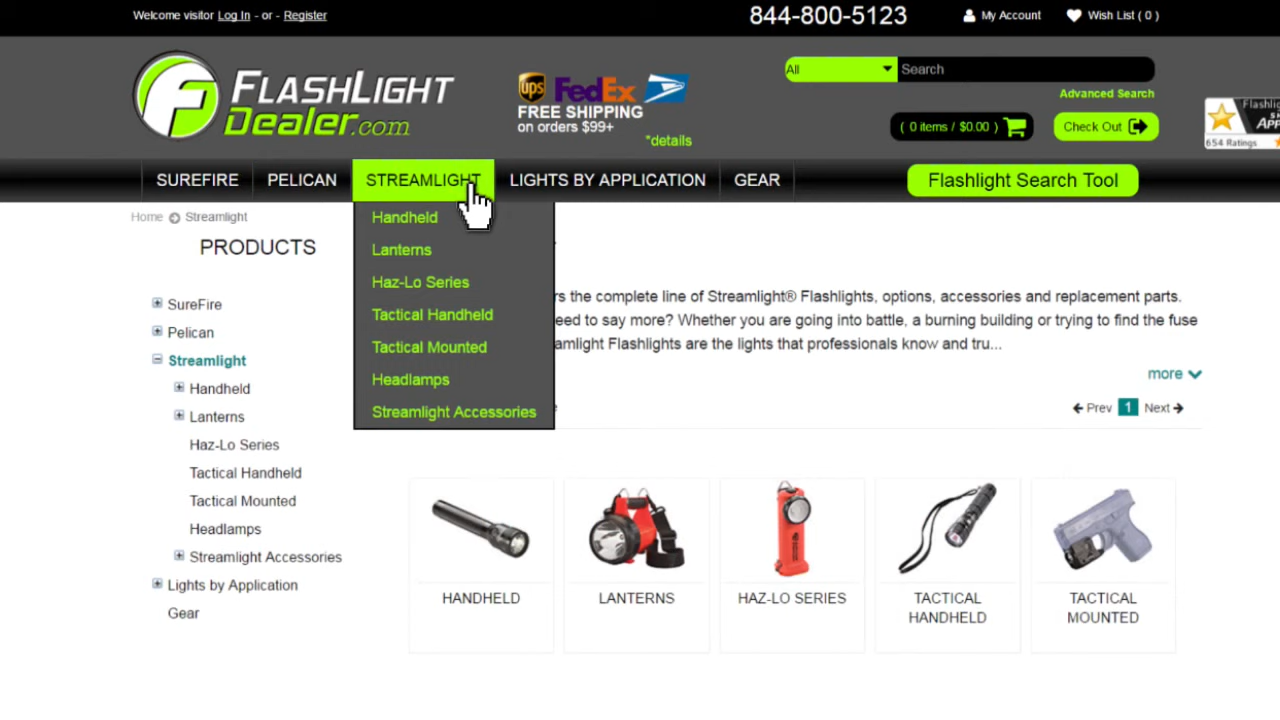 Welcome visitor Log In - or - Register
844-800-5123
My Account
Wish List ( 0 )
FLASHLIGHT
DEALER.com
ups FedEx
FREE SHIPPING
on orders $99+
*details
All
Search
Advanced Search
( 0 items / $0.00 )
Check Out
654 Ratings
SUREFIRE
PELICAN
STREAMLIGHT
LIGHTS BY APPLICATION
GEAR
Flashlight Search Tool
Home
Streamlight
PRODUCTS
SureFire
Pelican
Streamlight
Handheld
Lanterns
Haz-Lo Series
Tactical Handheld
Tactical Mounted
Headlamps
Streamlight Accessories
Lights by Application
Gear
Handheld
Lanterns
Haz-Lo Series
Tactical Handheld
Tactical Mounted
Headlamps
Streamlight Accessories
rs the complete line of Streamlight® Flashlights, options, accessories and replacement parts.
eed to say more? Whether you are going into battle, a burning building or trying to find the fuse
amlight Flashlights are the lights that professionals know and tru...
more
Prev 1 Next
HANDHELD
LANTERNS
HAZ-LO SERIES
TACTICAL
HANDHELD
TACTICAL
MOUNTED